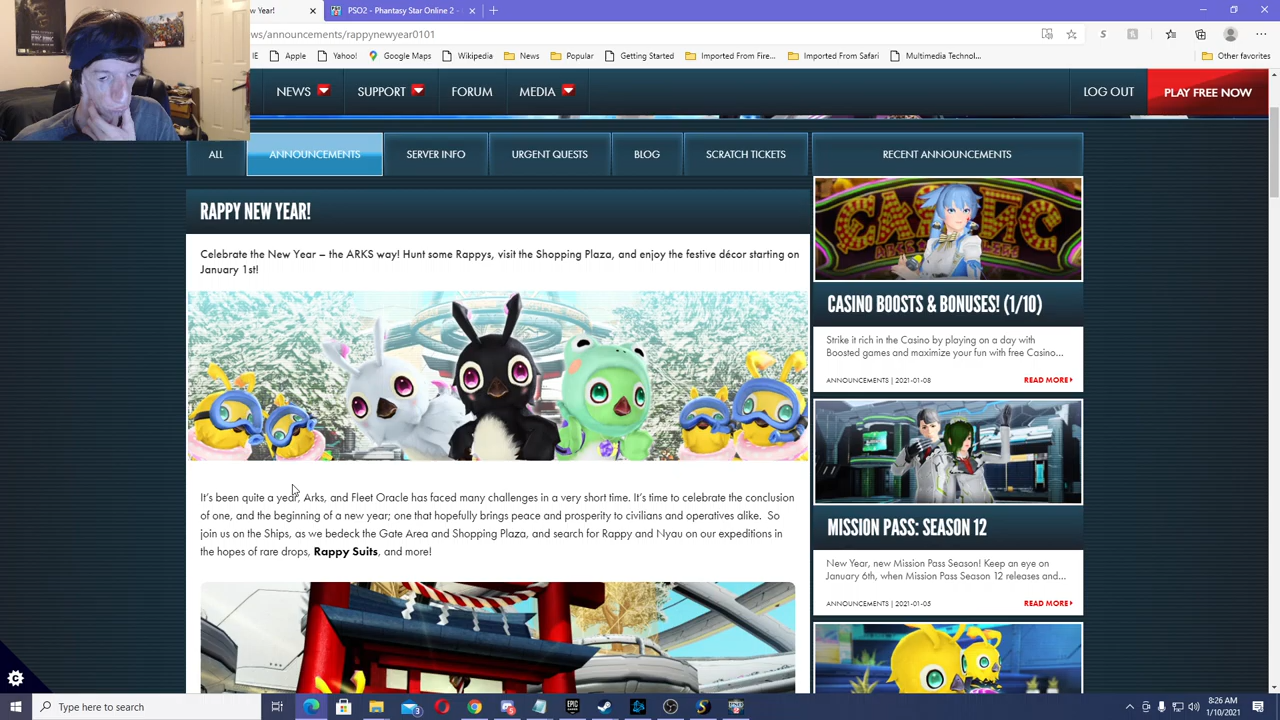 w Year!
PSO2 - Phantasy Star Online 2 -
ws/announcements/rappynewyear0101
IE
Apple
Yahoo!
Google Maps
Wikipedia
News
Popular
Getting Started
Imported From Fire...
Imported From Safari
Multimedia Technol...
Other favorites
NEWS
SUPPORT
FORUM
MEDIA
LOG OUT
PLAY FREE NOW
ALL
ANNOUNCEMENTS
SERVER INFO
URGENT QUESTS
BLOG
SCRATCH TICKETS
RECENT ANNOUNCEMENTS
RAPPY NEW YEAR!
Celebrate the New Year – the ARKS way! Hunt some Rappys, visit the Shopping Plaza, and enjoy the festive décor starting on
January 1st!
It's been quite a year, Arks, and Fleet Oracle has faced many challenges in a very short time. It's time to celebrate the conclusion
of one, and the beginning of a new year; one that hopefully brings peace and prosperity to civilians and operatives alike. So
join us on the Ships, as we bedeck the Gate Area and Shopping Plaza, and search for Rappy and Nyau on our expeditions in
the hopes of rare drops, Rappy Suits, and more!
CASINO
CASINO BOOSTS & BONUSES! (1/10)
Strike it rich in the Casino by playing on a day with
Boosted games and maximize your fun with free Casino...
ANNOUNCEMENTS | 2021-01-08
READ MORE
MISSION PASS: SEASON 12
New Year, new Mission Pass Season! Keep an eye on
January 6th, when Mission Pass Season 12 releases and...
ANNOUNCEMENTS | 2021-01-05
READ MORE
Type here to search
8:26 AM
1/10/2021